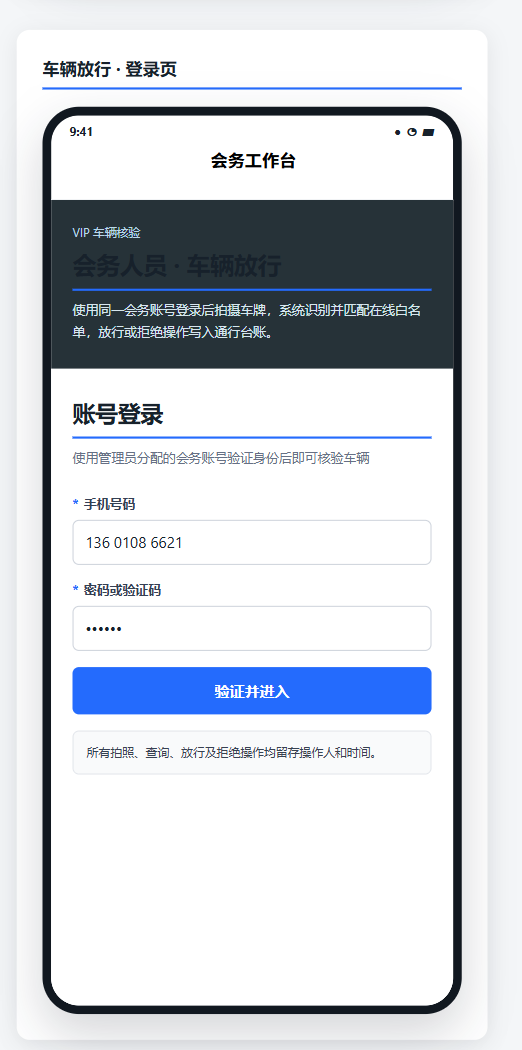 车辆放行 · 登录页
9:41
会务工作台
VIP 车辆核验
会务人员 · 车辆放行
使用同一会务账号登录后拍摄车牌，系统识别并匹配在线白名
单，放行或拒绝操作写入通行台账。
账号登录
使用管理员分配的会务账号验证身份后即可核验车辆
* 手机号码
136 0108 6621
* 密码或验证码
••••••
验证并进入
所有拍照、查询、放行及拒绝操作均留存操作人和时间。